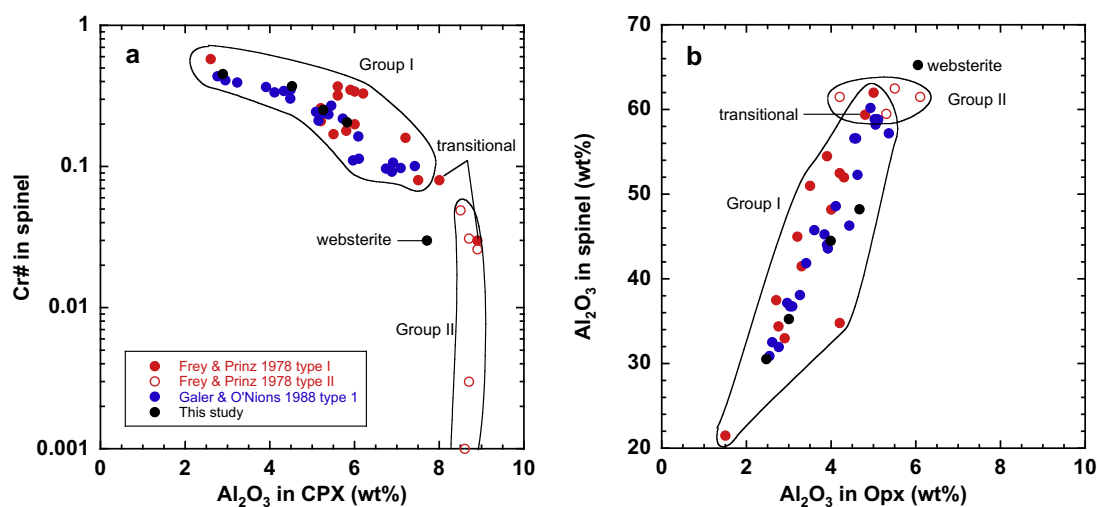 a
Group I
transitional
websterite
Group II
Frey & Prinz 1978 type I
Frey & Prinz 1978 type II
Galer & O'Nions 1988 type 1
This study
Cr# in spinel
1
0.1
0.01
0.001
0 2 4 6 8 10
Al₂O₃ in CPX (wt%)
b
websterite
Group II
transitional
Group I
Al₂O₃ in spinel (wt%)
70
60
50
40
30
20
0 2 4 6 8 10
Al₂O₃ in Opx (wt%)